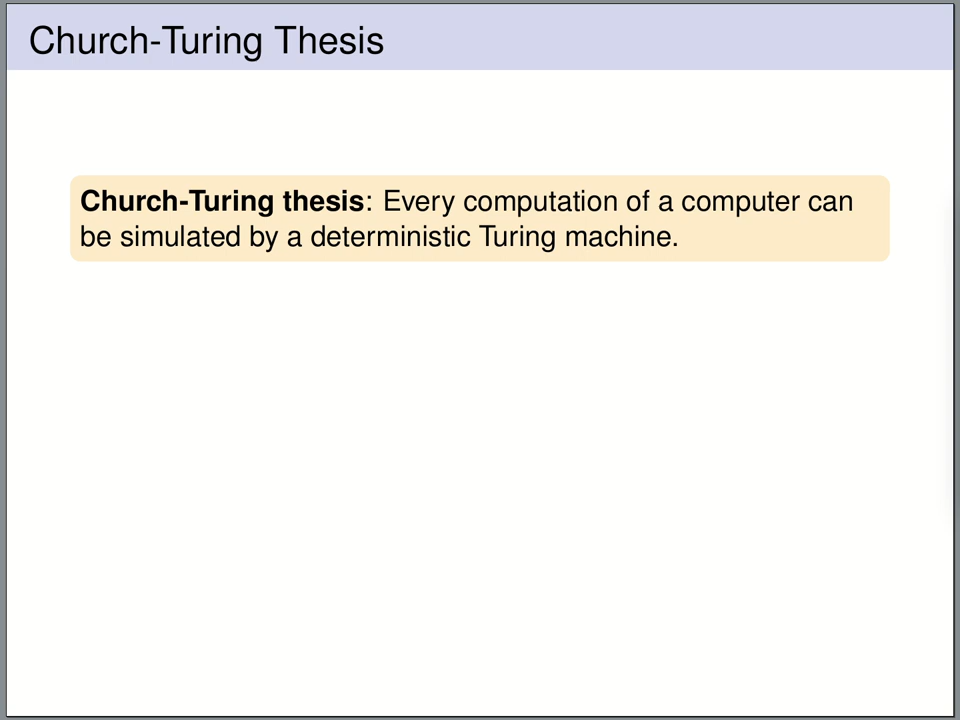 Church-Turing Thesis
Church-Turing thesis: Every computation of a computer can
be simulated by a deterministic Turing machine.